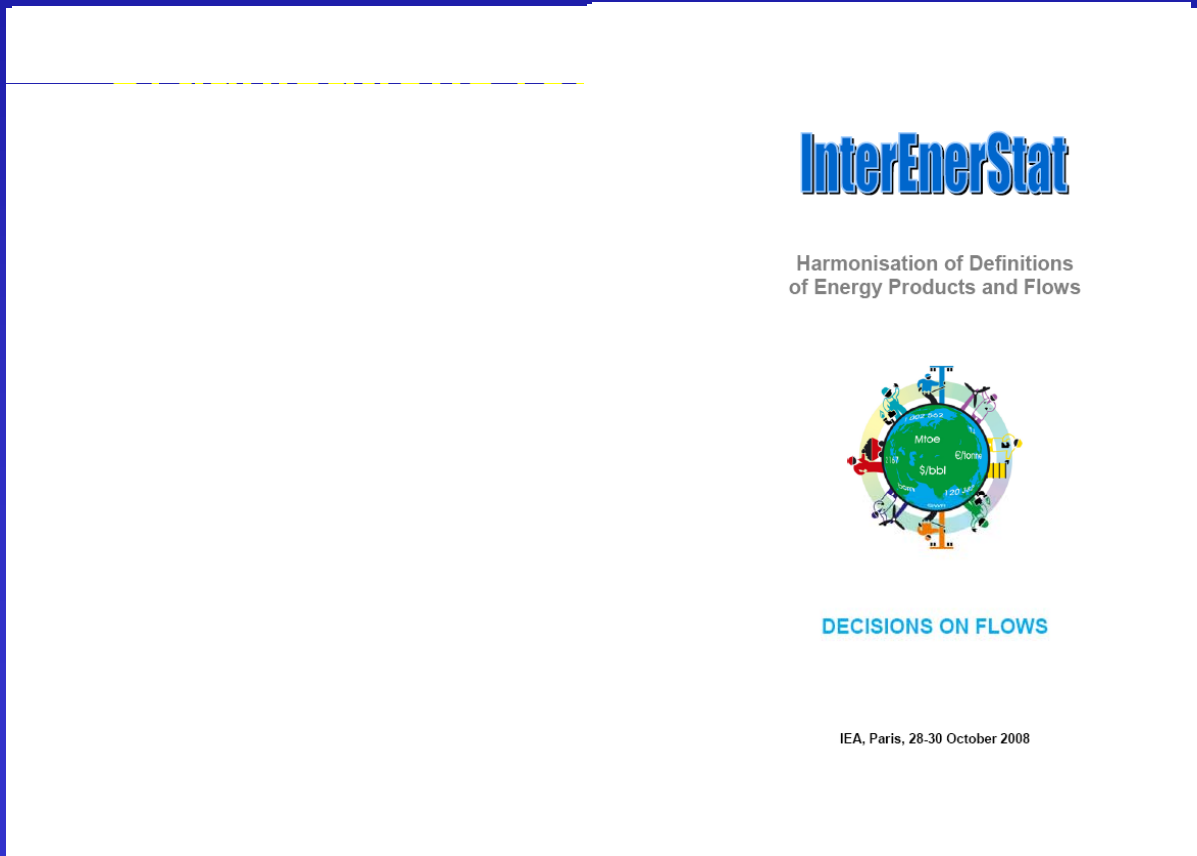 InterEnerStat
Harmonisation of Definitions
of Energy Products and Flows
Mtoe
€/tonne
$/bbl
DECISIONS ON FLOWS
IEA, Paris, 28-30 October 2008